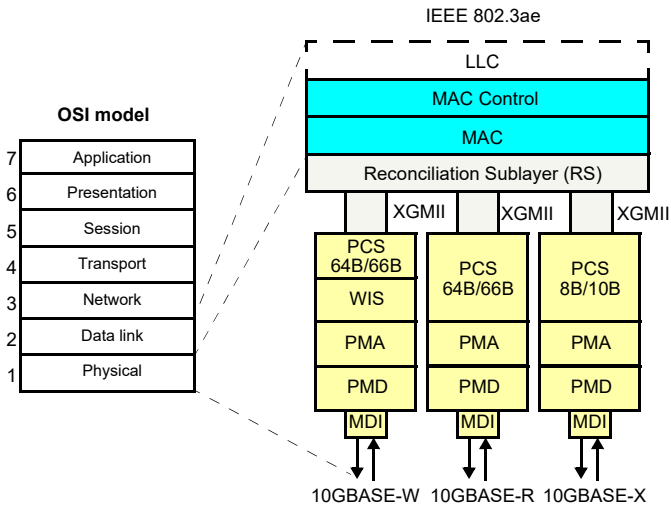 IEEE 802.3ae
LLC
MAC Control
MAC
Reconciliation Sublayer (RS)
OSI model
7 Application
6 Presentation
5 Session
4 Transport
3 Network
2 Data link
1 Physical
XGMII XGMII XGMII
PCS
64B/66B
WIS
PMA
PMD
MDI
10GBASE-W
PCS
64B/66B
PMA
PMD
MDI
10GBASE-R
PCS
8B/10B
PMA
PMD
MDI
10GBASE-X